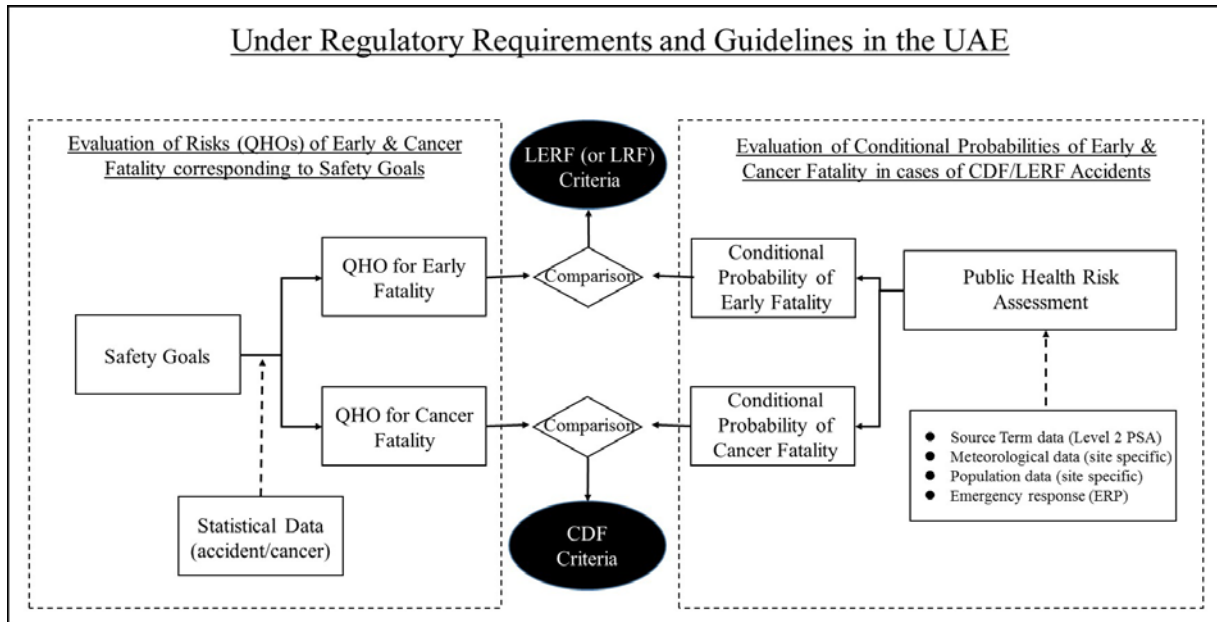 Under Regulatory Requirements and Guidelines in the UAE
Evaluation of Risks (QHOs) of Early & Cancer
Fatality corresponding to Safety Goals
LERF (or LRF)
Criteria
Evaluation of Conditional Probabilities of Early &
Cancer Fatality in cases of CDF/LERF Accidents
QHO for Early
Fatality
Comparison
Conditional
Probability of
Early Fatality
Public Health Risk
Assessment
Safety Goals
QHO for Cancer
Fatality
Comparison
Conditional
Probability of
Cancer Fatality
● Source Term data (Level 2 PSA)
● Meteorological data (site specific)
● Population data (site specific)
● Emergency response (ERP)
Statistical Data
(accident/cancer)
CDF
Criteria